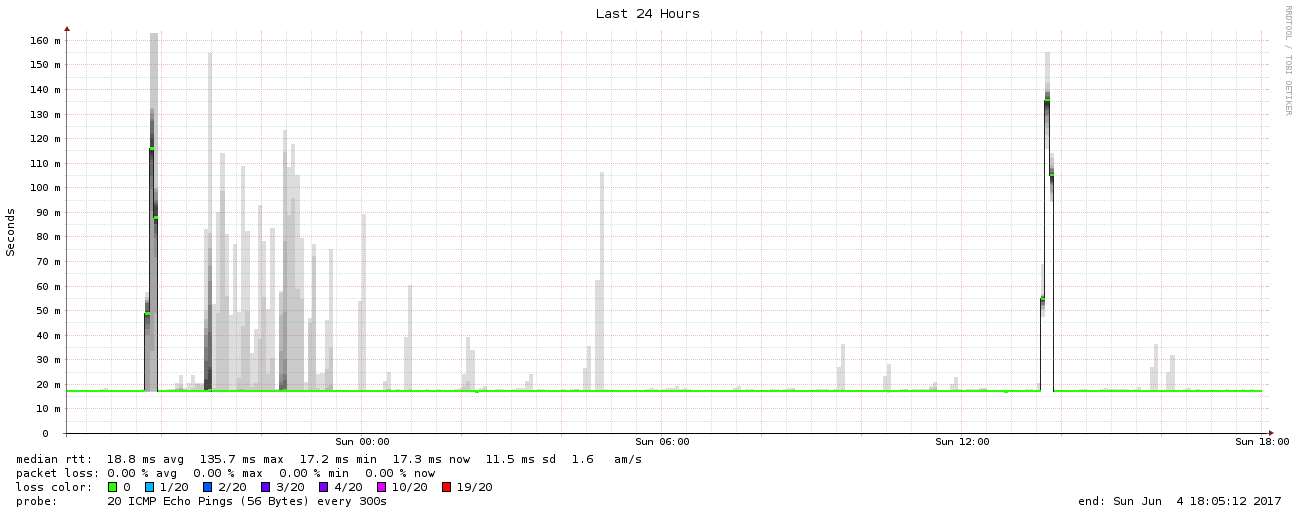 Last 24 Hours
RRDTOOL / TOBI OETIKER
Seconds
160 m
150 m
140 m
130 m
120 m
110 m
100 m
90 m
80 m
70 m
60 m
50 m
40 m
30 m
20 m
10 m
0
Sun 00:00 Sun 06:00 Sun 12:00 Sun 18:00
median rtt: 18.8 ms avg 135.7 ms max 17.2 ms min 17.3 ms now 11.5 ms sd 1.6 am/s
packet loss: 0.00 % avg 0.00 % max 0.00 % min 0.00 % now
loss color: 0 1/20 2/20 3/20 4/20 10/20 19/20
probe: 20 ICMP Echo Pings (56 Bytes) every 300s
end: Sun Jun 4 18:05:12 2017